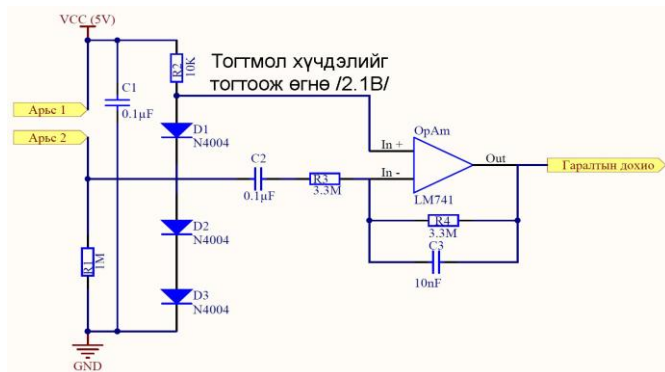 VCC (5V)
R2
10K
Тогтмол хүчдэлийг
тогтоож өгнө /2.1В/
C1
0.1µF
Арьс 1
Арьс 2
D1
N4004
OpAm
In +
In -
Out
LM741
Гаралтын дохио
C2
0.1µF
R3
3.3M
R4
3.3M
C3
10nF
D2
N4004
R1
1M
D3
N4004
GND